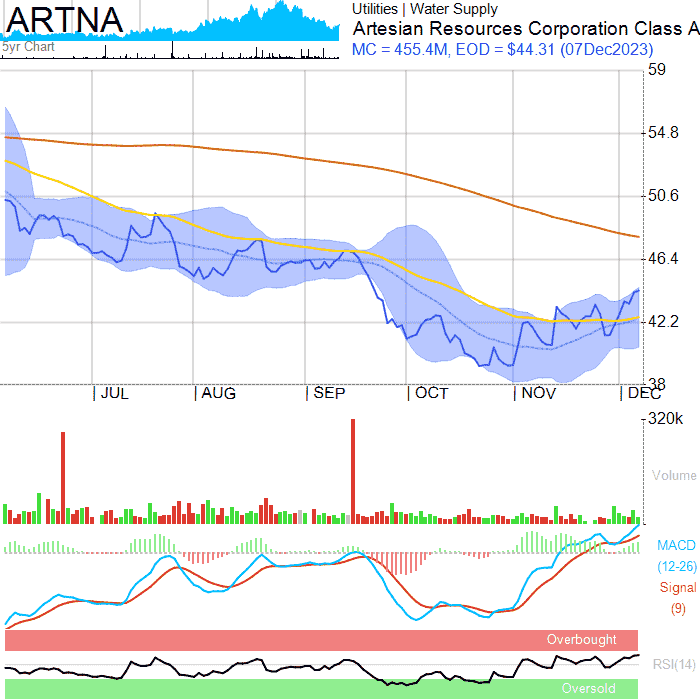 ARTNA
5yr Chart
Utilities | Water Supply
Artesian Resources Corporation Class A
MC = 455.4M, EOD = $44.31 (07Dec2023)
59
54.8
50.6
46.4
42.2
38
| JUL | AUG | SEP | OCT | NOV | DEC
320k
Volume
MACD
(12-26)
Signal
(9)
Overbought
RSI(14)
Oversold